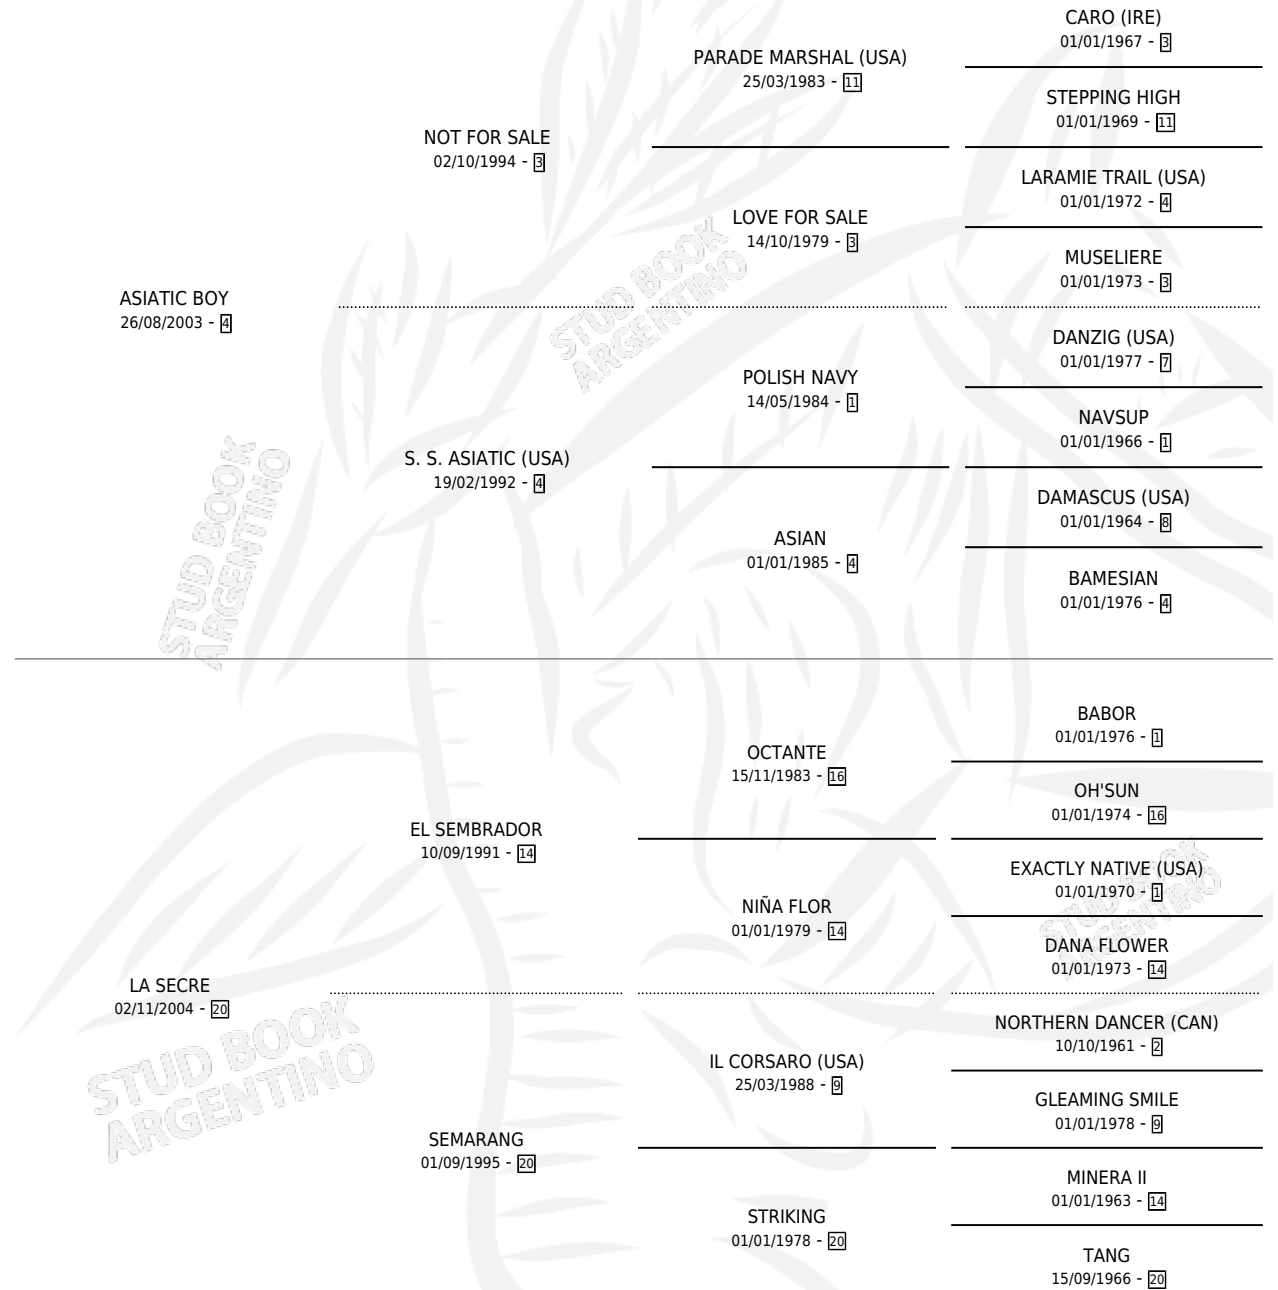 CARO (IRE)
01/01/1967 - 3
PARADE MARSHAL (USA)
25/03/1983 - 11
STEPPING HIGH
01/01/1969 - 11
NOT FOR SALE
02/10/1994 - 3
LARAMIE TRAIL (USA)
01/01/1972 - 4
LOVE FOR SALE
14/10/1979 - 3
MUSELIERE
01/01/1973 - 3
ASIATIC BOY
26/08/2003 - 4
STUD BOOK
ARGENTINO
DANZIG (USA)
01/01/1977 - 7
POLISH NAVY
14/05/1984 - 1
NAVSUP
01/01/1966 - 1
S. S. ASIATIC (USA)
19/02/1992 - 4
DAMASCUS (USA)
01/01/1964 - 8
ASIAN
01/01/1985 - 4
BAMESIAN
01/01/1976 - 4
STUD BOOK
ARGENTINO
BABOR
01/01/1976 - 1
OCTANTE
15/11/1983 - 16
OH'SUN
01/01/1974 - 16
EL SEMBRADOR
10/09/1991 - 14
EXACTLY NATIVE (USA)
01/01/1970 - 1
NIÑA FLOR
01/01/1979 - 14
DANA FLOWER
01/01/1973 - 14
STUD BOOK
ARGENTINO
LA SECRE
02/11/2004 - 20
STUD BOOK
ARGENTINO
NORTHERN DANCER (CAN)
10/10/1961 - 2
IL CORSARO (USA)
25/03/1988 - 9
GLEAMING SMILE
01/01/1978 - 9
SEMARANG
01/09/1995 - 20
MINERA II
01/01/1963 - 14
STRIKING
01/01/1978 - 20
TANG
15/09/1966 - 20